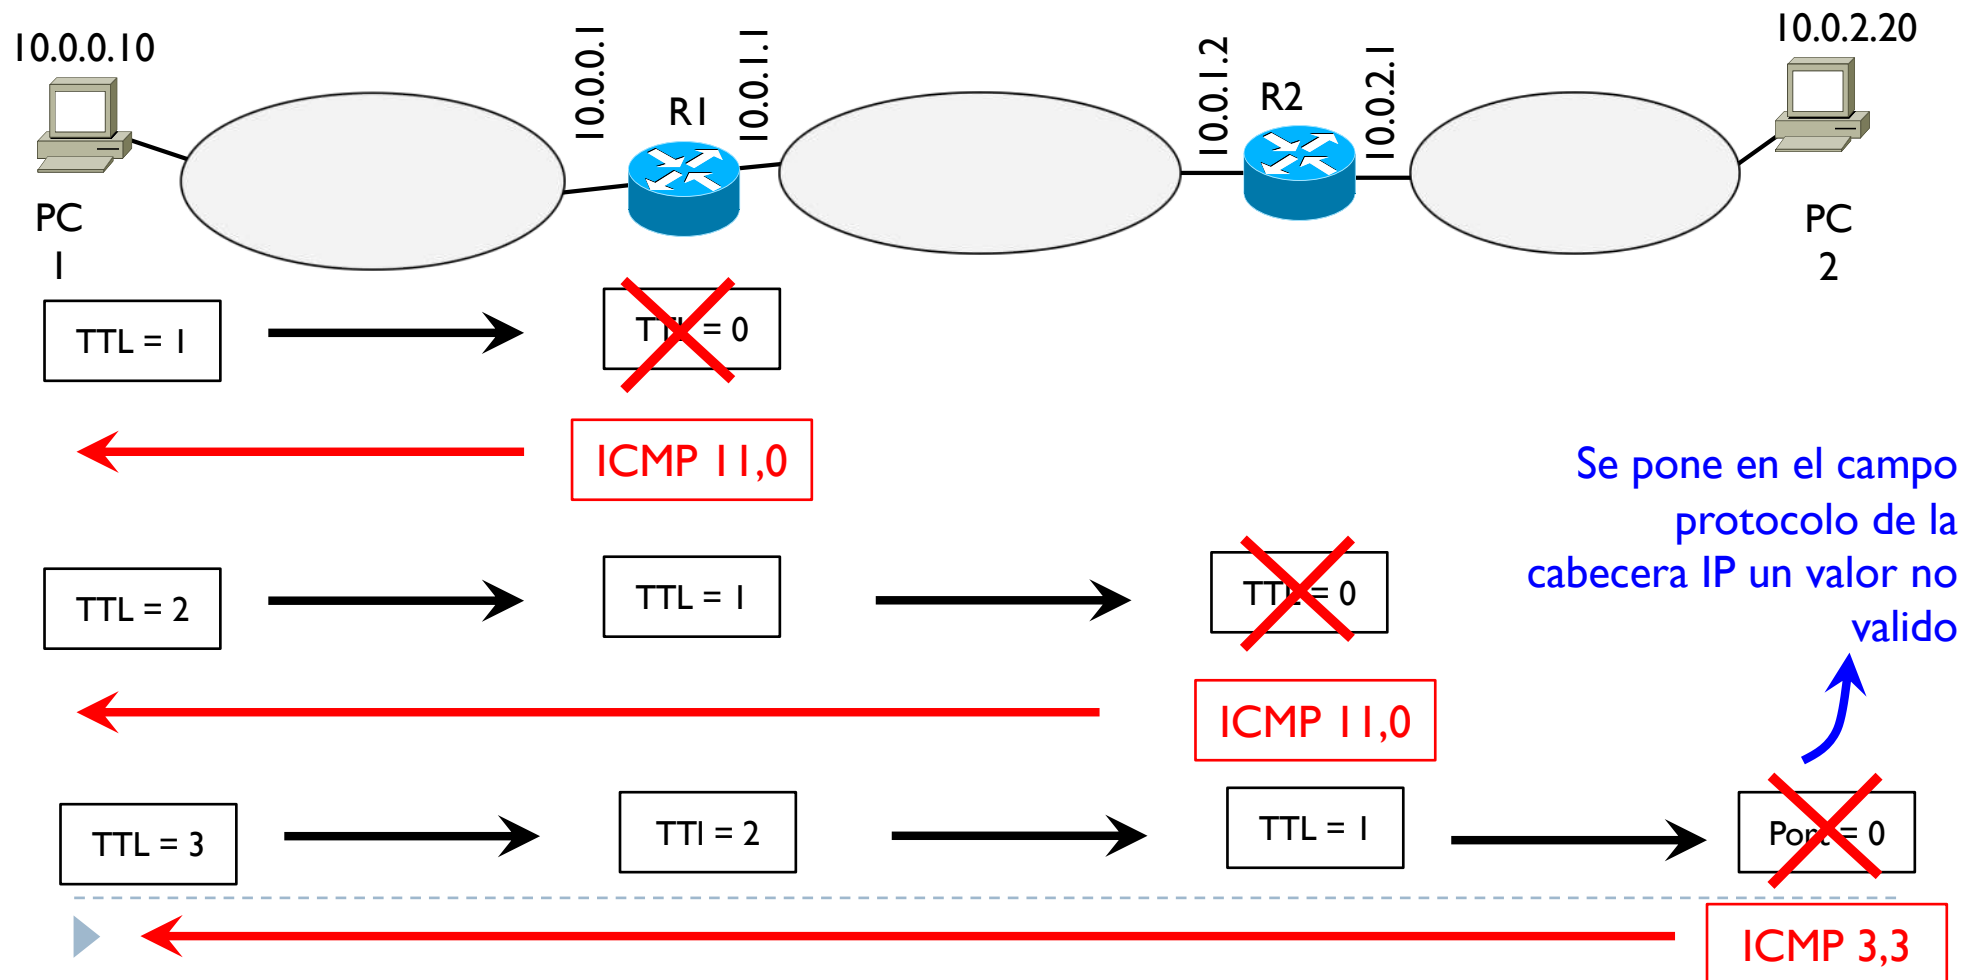 10.0.0.10
10.0.0.1
R1
10.0.1.1
10.0.1.2
R2
10.0.2.1
10.0.2.20
PC
1
PC
2
TTL = 1
TTL = 0
ICMP 11,0
Se pone en el campo
protocolo de la
cabecera IP un valor no
valido
TTL = 2
TTL = 1
TTL = 0
ICMP 11,0
TTL = 3
TTl = 2
TTL = 1
Port = 0
ICMP 3,3